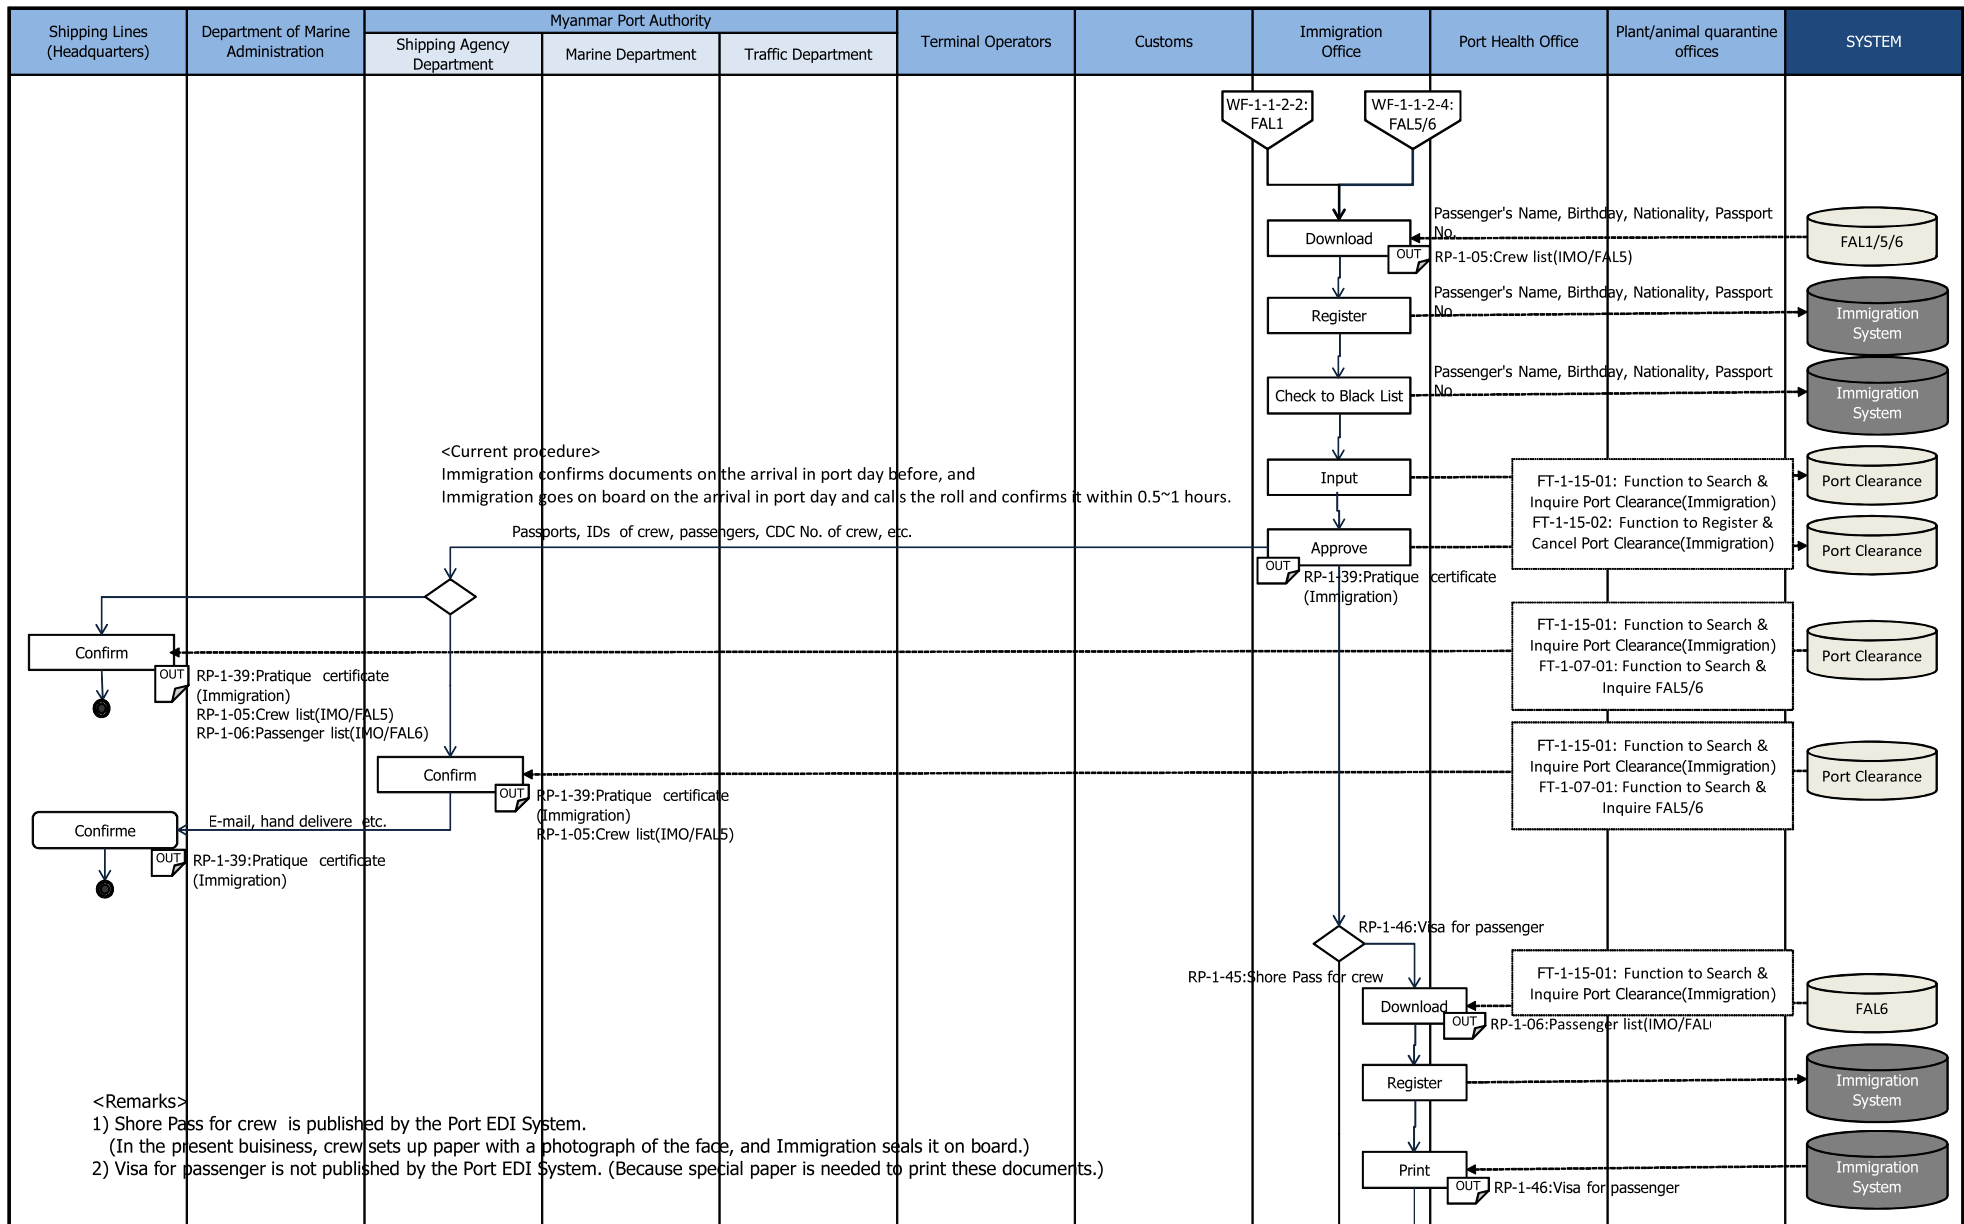 Shipping Lines
(Headquarters)
Department of Marine
Administration
Myanmar Port Authority
Shipping Agency
Department
Marine Department
Traffic Department
Terminal Operators
Customs
Immigration
Office
Port Health Office
Plant/animal quarantine
offices
SYSTEM
WF-1-1-2-2:
FAL1
WF-1-1-2-4:
FAL5/6
Passenger's Name, Birthday, Nationality, Passport
No.
Download
FAL1/5/6
OUT
RP-1-05:Crew list(IMO/FAL5)
Passenger's Name, Birthday, Nationality, Passport
No.
Register
Immigration
System
Passenger's Name, Birthday, Nationality, Passport
No.
Check to Black List
Immigration
System
<Current procedure>
Immigration confirms documents on the arrival in port day before, and
Immigration goes on board on the arrival in port day and calls the roll and confirms it within 0.5~1 hours.
Input
FT-1-15-01: Function to Search &
Inquire Port Clearance(Immigration)
FT-1-15-02: Function to Register &
Cancel Port Clearance(Immigration)
Port Clearance
Passports, IDs of crew, passengers, CDC No. of crew, etc.
Approve
Port Clearance
OUT
RP-1-39:Pratique certificate
(Immigration)
Confirm
FT-1-15-01: Function to Search &
Inquire Port Clearance(Immigration)
FT-1-07-01: Function to Search &
Inquire FAL5/6
Port Clearance
OUT
RP-1-39:Pratique certificate
(Immigration)
RP-1-05:Crew list(IMO/FAL5)
RP-1-06:Passenger list(IMO/FAL6)
Confirm
FT-1-15-01: Function to Search &
Inquire Port Clearance(Immigration)
FT-1-07-01: Function to Search &
Inquire FAL5/6
Port Clearance
OUT
RP-1-39:Pratique certificate
(Immigration)
RP-1-05:Crew list(IMO/FAL5)
Confirme
E-mail, hand delivere etc.
OUT
RP-1-39:Pratique certificate
(Immigration)
RP-1-46:Visa for passenger
RP-1-45:Shore Pass for crew
Download
FT-1-15-01: Function to Search &
Inquire Port Clearance(Immigration)
FAL6
OUT
RP-1-06:Passenger list(IMO/FAL
Register
Immigration
System
<Remarks>
1) Shore Pass for crew is published by the Port EDI System.
(In the present buisiness, crew sets up paper with a photograph of the face, and Immigration seals it on board.)
2) Visa for passenger is not published by the Port EDI System. (Because special paper is needed to print these documents.)
Print
Immigration
System
OUT
RP-1-46:Visa for passenger